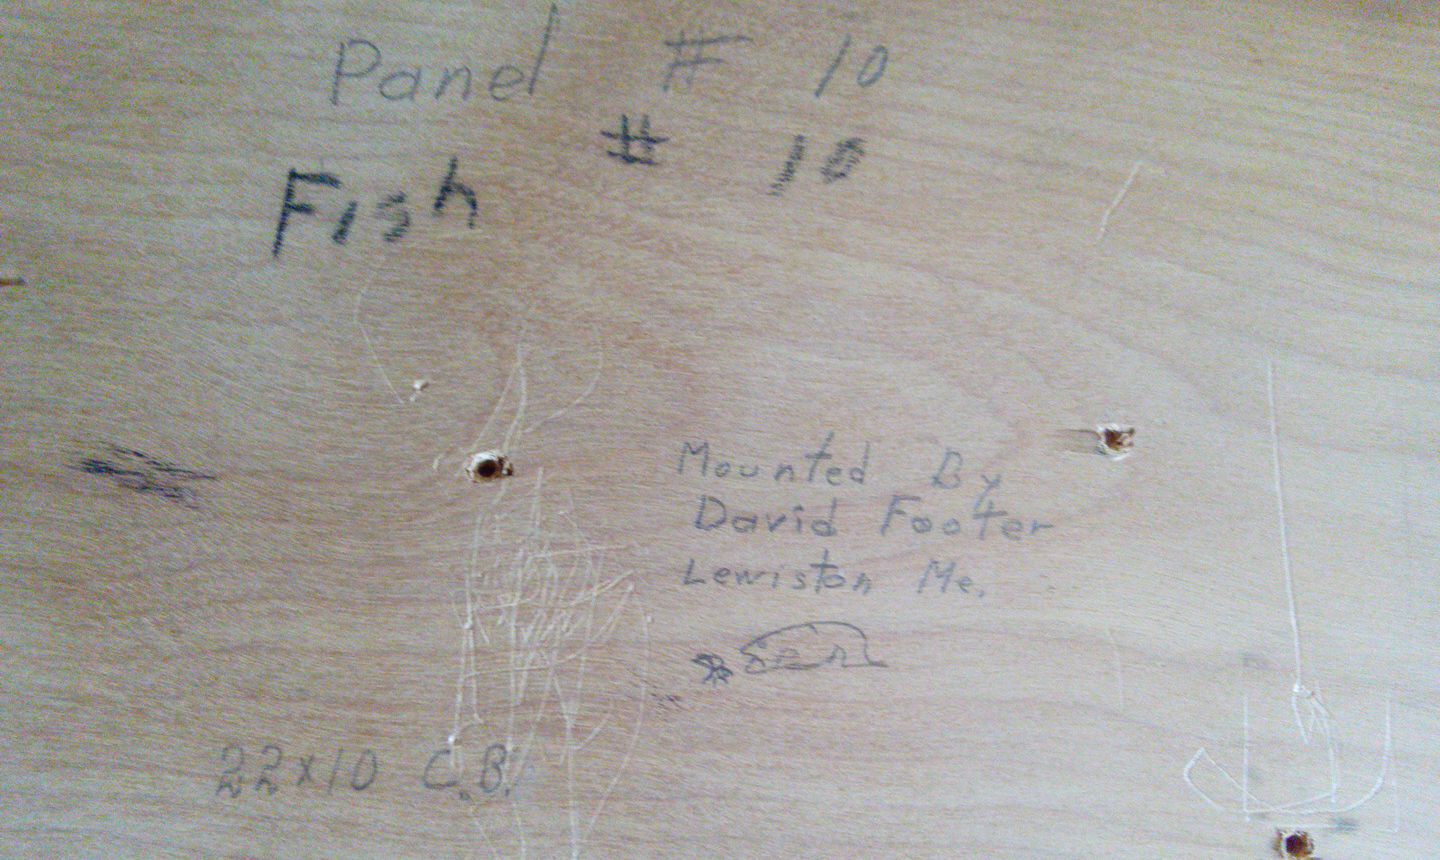 Panel # 10
Fish # 10
Mounted By
David Footer
Lewiston Me.
22x10 C.B.